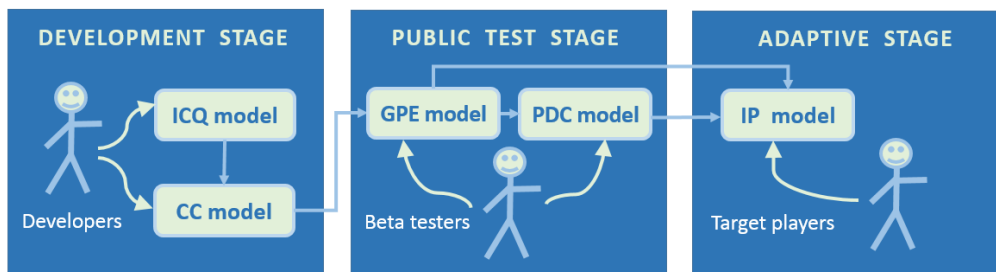 DEVELOPMENT STAGE
ICQ model
CC model
Developers
PUBLIC TEST STAGE
GPE model
PDC model
Beta testers
ADAPTIVE STAGE
IP model
Target players